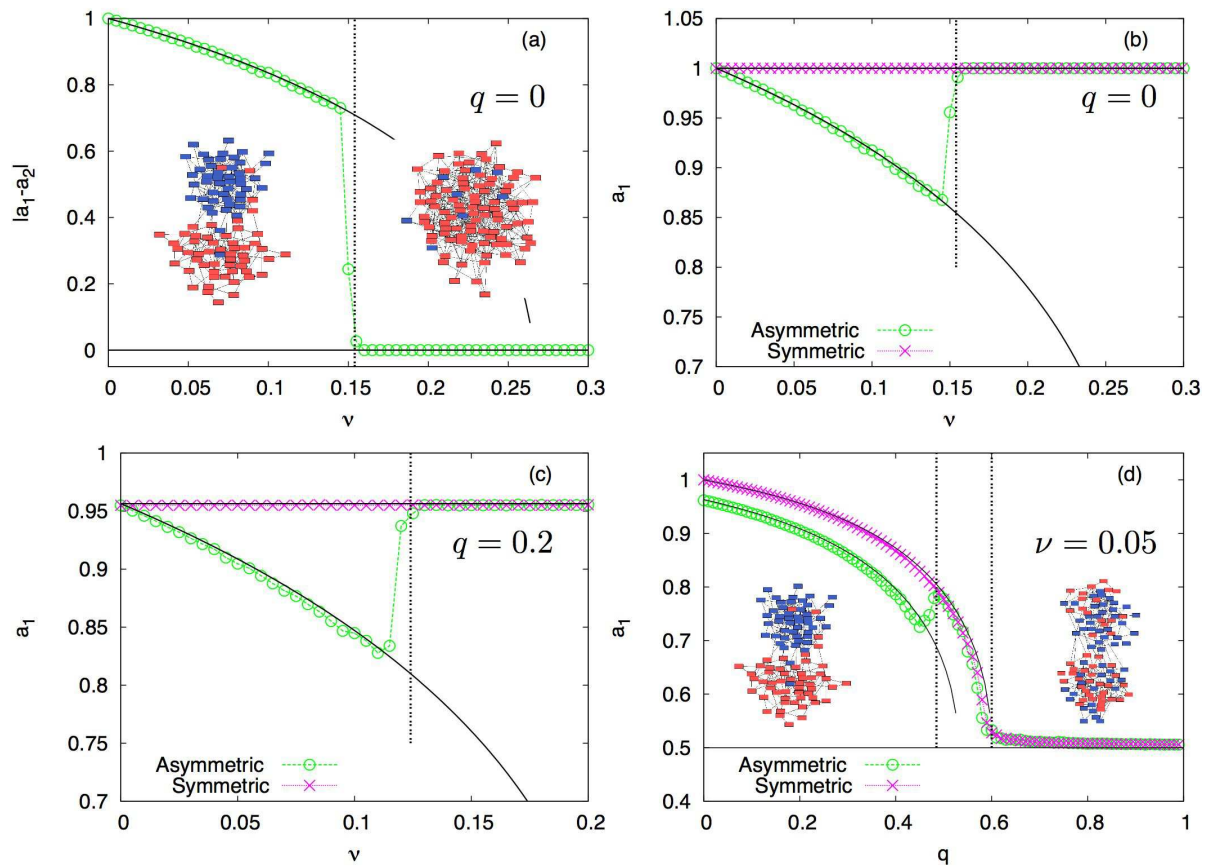 (a)
q = 0
|a1-a2|
1
0.8
0.6
0.4
0.2
0
0 0.05 0.1 0.15 0.2 0.25 0.3
ν
(b)
q = 0
a1
1.05
1
0.95
0.9
0.85
0.8
0.75
0.7
Asymmetric
Symmetric
0 0.05 0.1 0.15 0.2 0.25 0.3
ν
(c)
q = 0.2
a1
1
0.95
0.9
0.85
0.8
0.75
0.7
Asymmetric
Symmetric
0 0.05 0.1 0.15 0.2
ν
(d)
ν = 0.05
a1
1
0.9
0.8
0.7
0.6
0.5
0.4
Asymmetric
Symmetric
0 0.2 0.4 0.6 0.8 1
q